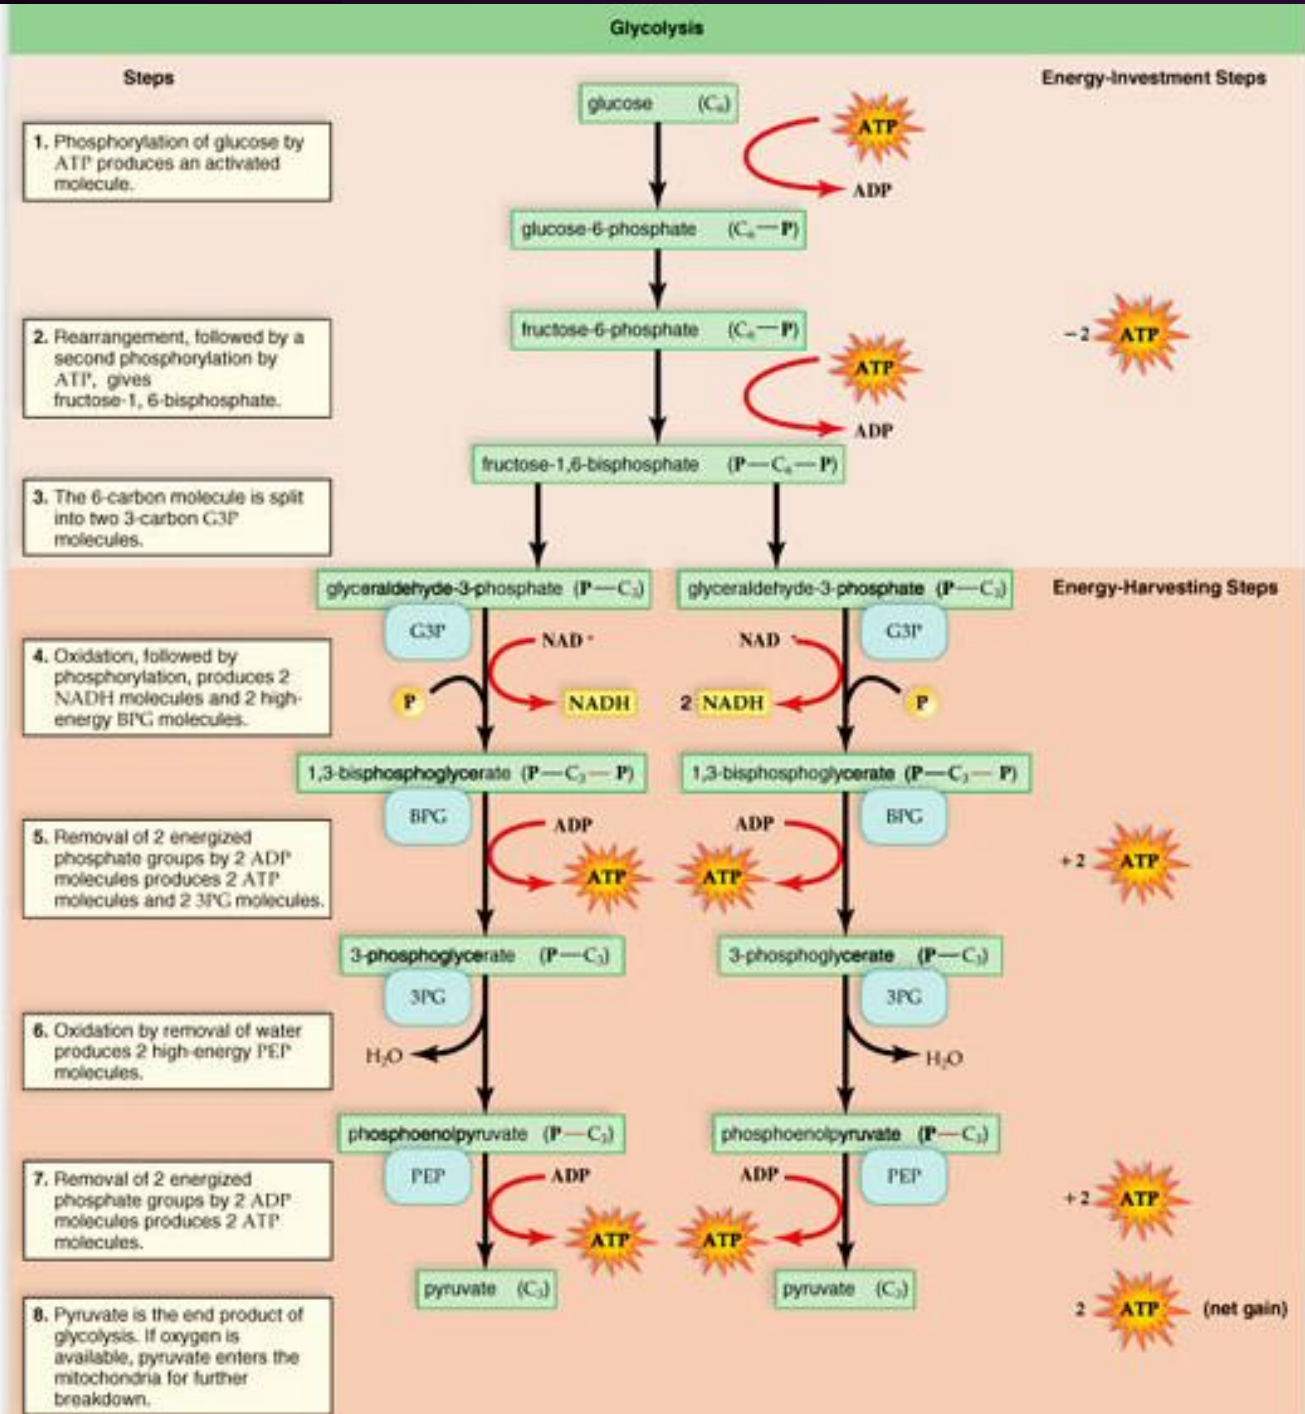 Glycolysis
Steps
Energy-Investment Steps
glucose (C₆)
ATP
1. Phosphorylation of glucose by
ATP produces an activated
molecule.
ADP
glucose-6-phosphate (C₆—P)
fructose-6-phosphate (C₆—P)
2. Rearrangement, followed by a
second phosphorylation by
ATP, gives
fructose-1, 6-bisphosphate.
ATP
−2 ATP
ADP
fructose-1,6-bisphosphate (P—C₆—P)
3. The 6-carbon molecule is split
into two 3-carbon G3P
molecules.
glyceraldehyde-3-phosphate (P—C₃)
glyceraldehyde-3-phosphate (P—C₃)
Energy-Harvesting Steps
G3P
NAD⁺
NAD⁺
G3P
4. Oxidation, followed by
phosphorylation, produces 2
NADH molecules and 2 high-
energy BPG molecules.
P
NADH
2 NADH
P
1,3-bisphosphoglycerate (P—C₃—P)
1,3-bisphosphoglycerate (P—C₃—P)
BPG
ADP
ADP
BPG
5. Removal of 2 energized
phosphate groups by 2 ADP
molecules produces 2 ATP
molecules and 2 3PG molecules.
ATP
ATP
+2 ATP
3-phosphoglycerate (P—C₃)
3-phosphoglycerate (P—C₃)
3PG
3PG
6. Oxidation by removal of water
produces 2 high-energy PEP
molecules.
H₂O
H₂O
phosphoenolpyruvate (P—C₃)
phosphoenolpyruvate (P—C₃)
PEP
ADP
ADP
PEP
7. Removal of 2 energized
phosphate groups by 2 ADP
molecules produces 2 ATP
molecules.
ATP
ATP
+2 ATP
pyruvate (C₃)
pyruvate (C₃)
2 ATP (net gain)
8. Pyruvate is the end product of
glycolysis. If oxygen is
available, pyruvate enters the
mitochondria for further
breakdown.